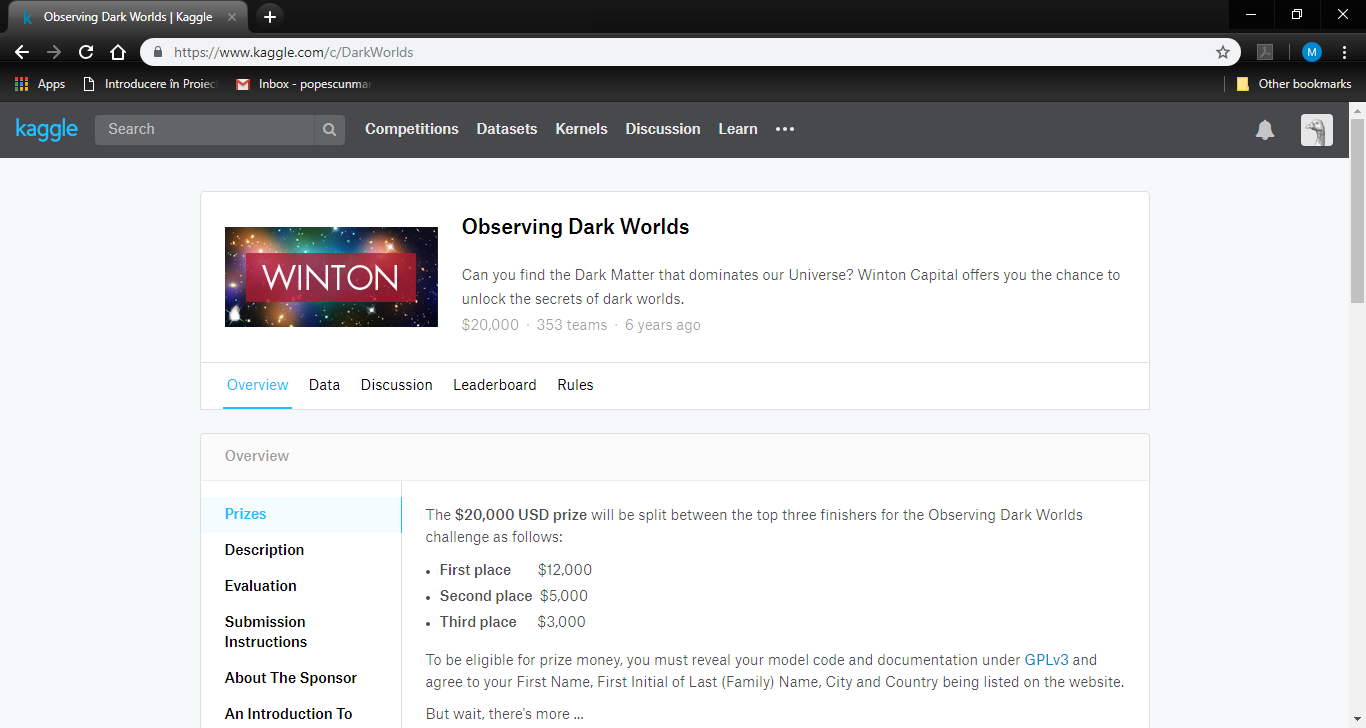 Observing Dark Worlds | Kaggle
https://www.kaggle.com/c/DarkWorlds
M
Apps
Introducere în Proiect
Inbox - popescunmar
Other bookmarks
kaggle
Search
Competitions
Datasets
Kernels
Discussion
Learn
WINTON
Observing Dark Worlds
Can you find the Dark Matter that dominates our Universe? Winton Capital offers you the chance to
unlock the secrets of dark worlds.
$20,000 · 353 teams · 6 years ago
Overview
Data
Discussion
Leaderboard
Rules
Overview
Prizes
Description
Evaluation
Submission
Instructions
About The Sponsor
An Introduction To
The $20,000 USD prize will be split between the top three finishers for the Observing Dark Worlds
challenge as follows:
• First place $12,000
• Second place $5,000
• Third place $3,000
To be eligible for prize money, you must reveal your model code and documentation under GPLv3 and
agree to your First Name, First Initial of Last (Family) Name, City and Country being listed on the website.
But wait, there's more ...